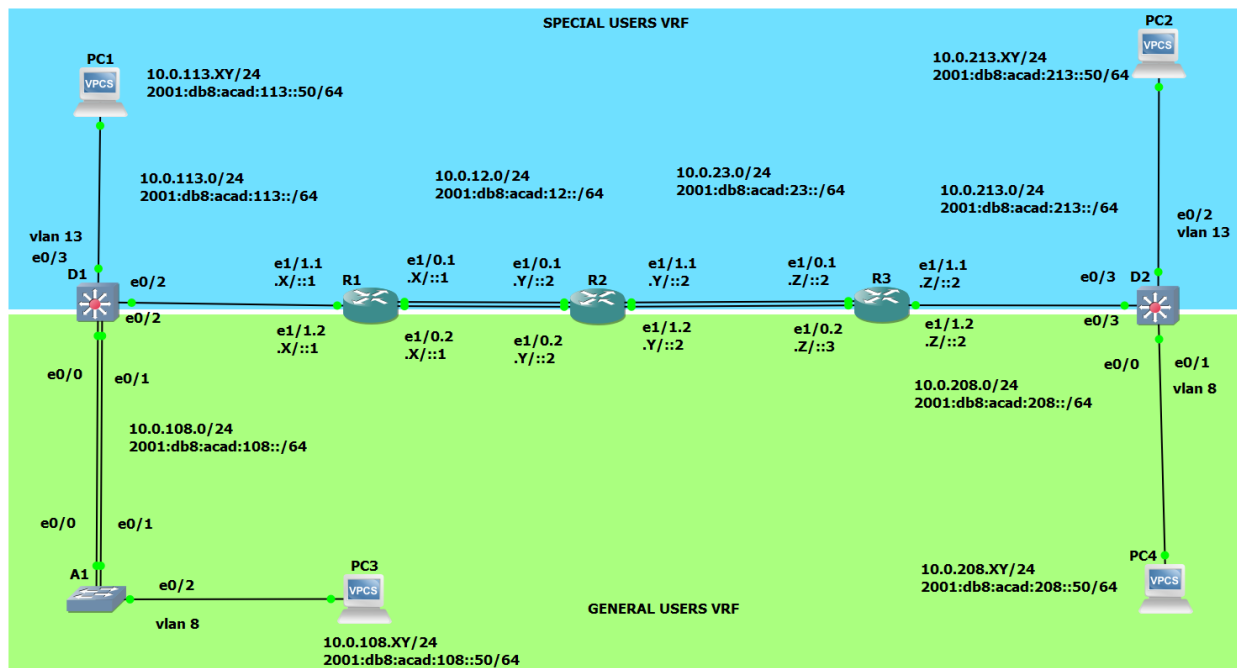 SPECIAL USERS VRF
PC1
VPCS
10.0.113.XY/24
2001:db8:acad:113::50/64
PC2
VPCS
10.0.213.XY/24
2001:db8:acad:213::50/64
10.0.113.0/24
2001:db8:acad:113::/64
10.0.12.0/24
2001:db8:acad:12::/64
10.0.23.0/24
2001:db8:acad:23::/64
10.0.213.0/24
2001:db8:acad:213::/64
e0/2
vlan 13
vlan 13
e0/3
D1
e0/2
e0/2
e1/1.1
.X/::1
R1
e1/0.1
.X/::1
e1/0.1
.Y/::2
R2
e1/1.1
.Y/::2
e1/0.1
.Z/::2
R3
e1/1.1
.Z/::2
e0/3
D2
e0/3
e1/1.2
.X/::1
e1/0.2
.X/::1
e1/0.2
.Y/::2
e1/1.2
.Y/::2
e1/0.2
.Z/::3
e1/1.2
.Z/::2
e0/0
e0/1
e0/0
e0/1
vlan 8
10.0.208.0/24
2001:db8:acad:208::/64
10.0.108.0/24
2001:db8:acad:108::/64
e0/0
e0/1
A1
e0/2
vlan 8
PC3
VPCS
10.0.108.XY/24
2001:db8:acad:108::50/64
GENERAL USERS VRF
PC4
VPCS
10.0.208.XY/24
2001:db8:acad:208::50/64